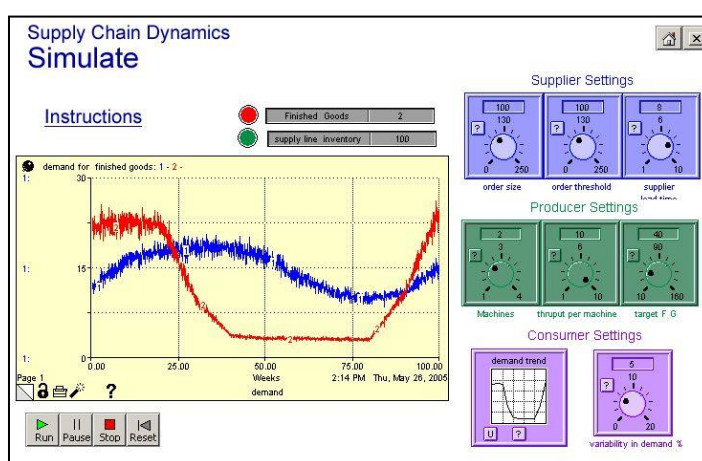 Supply Chain Dynamics
Simulate
Instructions
Finished Goods 2
supply line inventory 100
demand for finished goods: 1 - 2 -
1: 30
1: 15
1: 0
0.00 25.00 50.00 75.00 100.00
Page 1 Weeks 2:14 PM Thu, May 26, 2005
demand
?
Run Pause Stop Reset
Supplier Settings
100 100 8
130 130 6
? ? ?
0 250 0 250 1 10
order size order threshold supplier
lead time
Producer Settings
2 10 40
3 6 90
? ? ?
1 4 1 10 10 160
Machines thruput per machine target F G
Consumer Settings
demand trend
U ?
5
10
?
0 20
variability in demand %